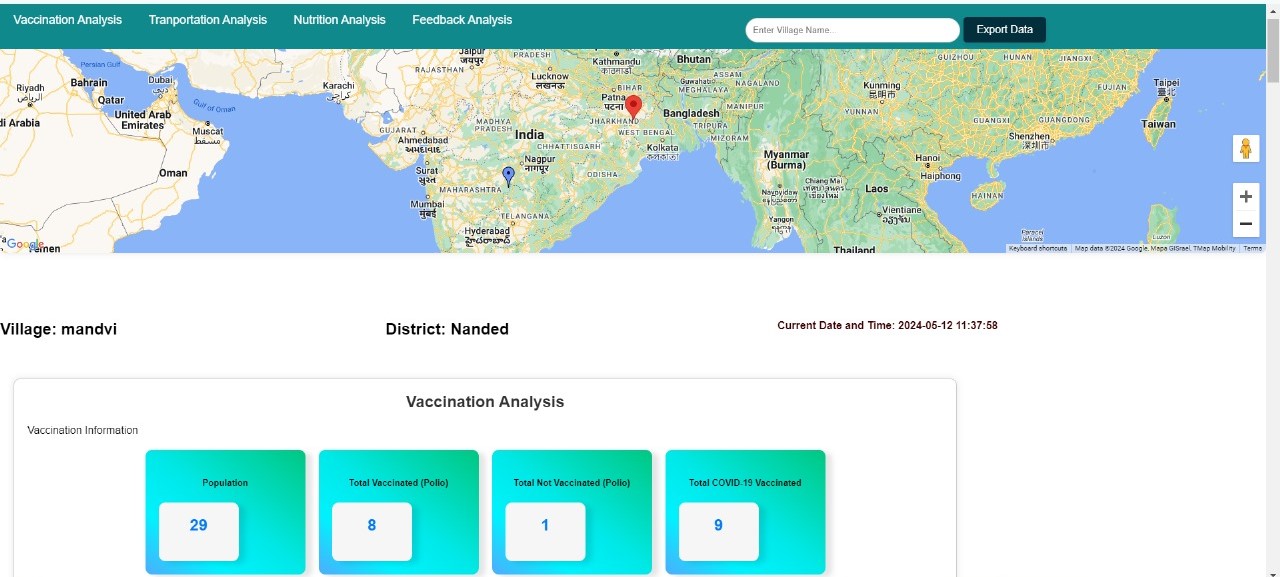 Vaccination Analysis
Tranportation Analysis
Nutrition Analysis
Feedback Analysis
Enter Village Name...
Export Data
Persian Gulf
Riyadh
الرياض
Bahrain
Qatar
Dubai
دبي
United Arab
Emirates
Gulf of Oman
Muscat
مسقط
Oman
Karachi
Jaipur
जयपुर
RAJASTHAN
PRADESH
Lucknow
लखनऊ
Kathmandu
Bhutan
ASSAM
Guwahati
NAGALAND
MEGHALAYA
BIHAR
Patna
पटना
JHARKHAND
Bangladesh
MANIPUR
TRIPURA
MIZORAM
WEST BENGAL
Kolkata
GUJARAT
Ahmedabad
અમદાવાદ
MADHYA
PRADESH
India
CHHATTISGARH
Surat
સુરત
Nagpur
नागपूर
ODISHA
MAHARASHTRA
Mumbai
मुंबई
TELANGANA
Hyderabad
హైదరాబాద్
Myanmar
(Burma)
Naypyidaw
Chiang Mai
Yangon
Laos
Vientiane
Thailand
Kunming
昆明市
YUNNAN
GUIZHOU
HUNAN
JIANGXI
FUJIAN
GUANGXI
GUANGDONG
Shenzhen
深圳市
Taipei
臺北
Taiwan
Hanoi
Haiphong
HAINAN
Paracel
Islands
Luzon
Google
Keyboard shortcuts
Map data ©2024 Google, Mapa GISrael, TMap Mobility
Terms
Village: mandvi
District: Nanded
Current Date and Time: 2024-05-12 11:37:58
Vaccination Analysis
Vaccination Information
Population
29
Total Vaccinated (Polio)
8
Total Not Vaccinated (Polio)
1
Total COVID-19 Vaccinated
9